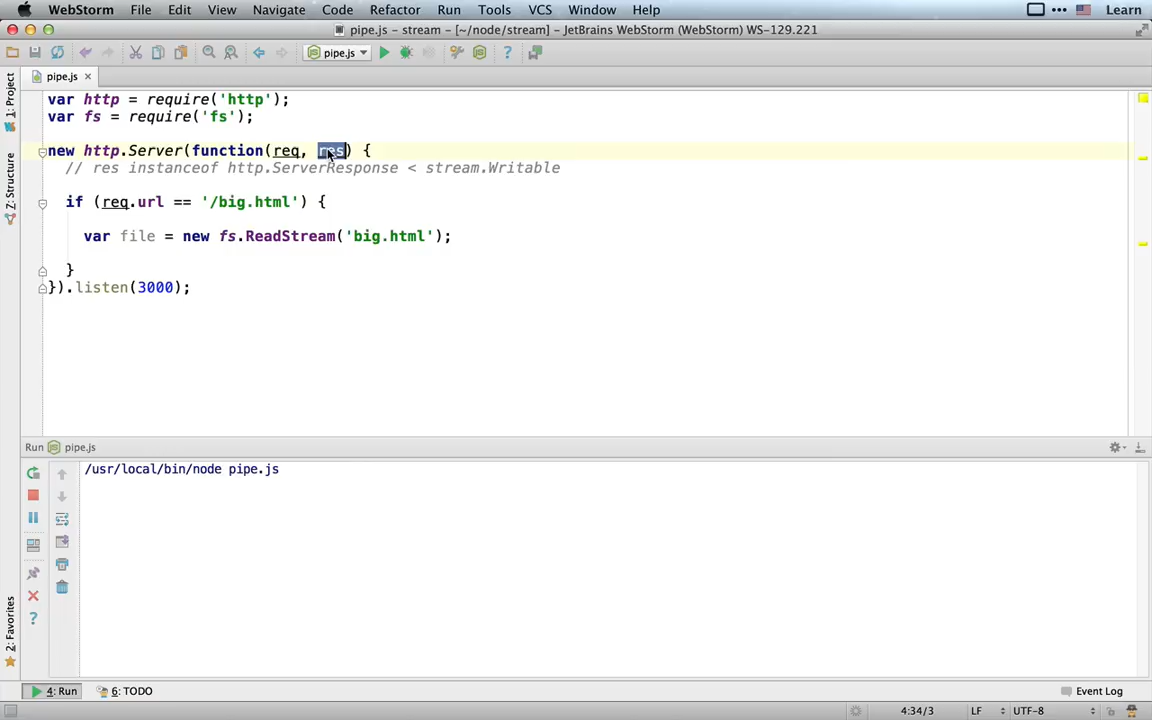 WebStorm File Edit View Navigate Code Refactor Run Tools VCS Window Help Learn
pipe.js – stream – [~/node/stream] – JetBrains WebStorm (WebStorm) WS-129.221
pipe.js
pipe.js
1: Project
Z: Structure
2: Favorites
var http = require('http');
var fs = require('fs');
new http.Server(function(req, res) {
// res instanceof http.ServerResponse < stream.Writable
if (req.url == '/big.html') {
var file = new fs.ReadStream('big.html');
}
}).listen(3000);
Run pipe.js
/usr/local/bin/node pipe.js
4: Run 6: TODO Event Log
4:34/3 LF UTF-8